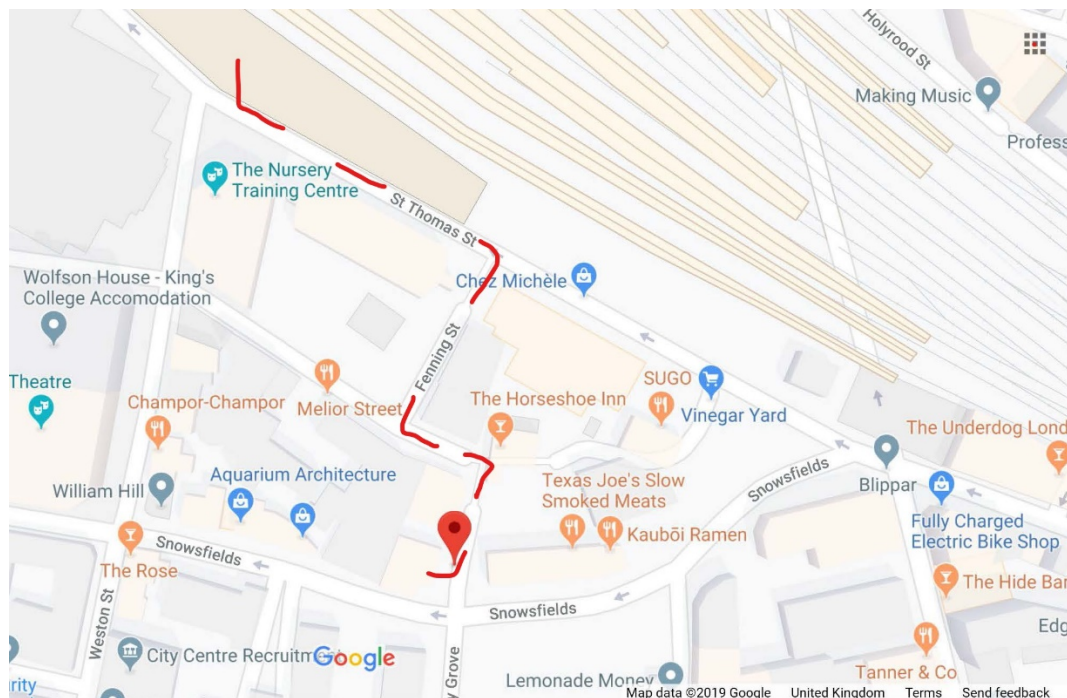 Holyrood St
Making Music
Profess
The Nursery
Training Centre
St Thomas St
Wolfson House - King's
College Accomodation
Chez Michèle
Fenning St
Theatre
Champor-Champor
Melior Street
The Horseshoe Inn
SUGO
Vinegar Yard
The Underdog Lond
Aquarium Architecture
William Hill
Texas Joe's Slow
Smoked Meats
Snowsfields
Blippar
Kaubōi Ramen
Fully Charged
Electric Bike Shop
Snowsfields
The Rose
Weston St
Snowsfields
The Hide Bar
City Centre Recruitm
Google
y Grove
Edg
Tanner & Co
Lemonade Money
urity
Map data ©2019 Google United Kingdom Terms Send feedback